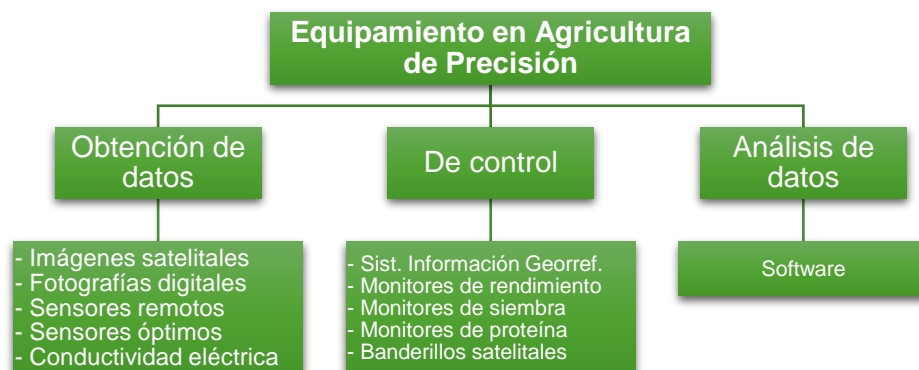 Equipamiento en Agricultura
de Precisión
Obtención de
datos
De control
Análisis de
datos
- Imágenes satelitales
- Fotografías digitales
- Sensores remotos
- Sensores ópticos
- Conductividad eléctrica
- Sist. Información Georref.
- Monitores de rendimiento
- Monitores de siembra
- Monitores de proteína
- Banderillos satelitales
Software